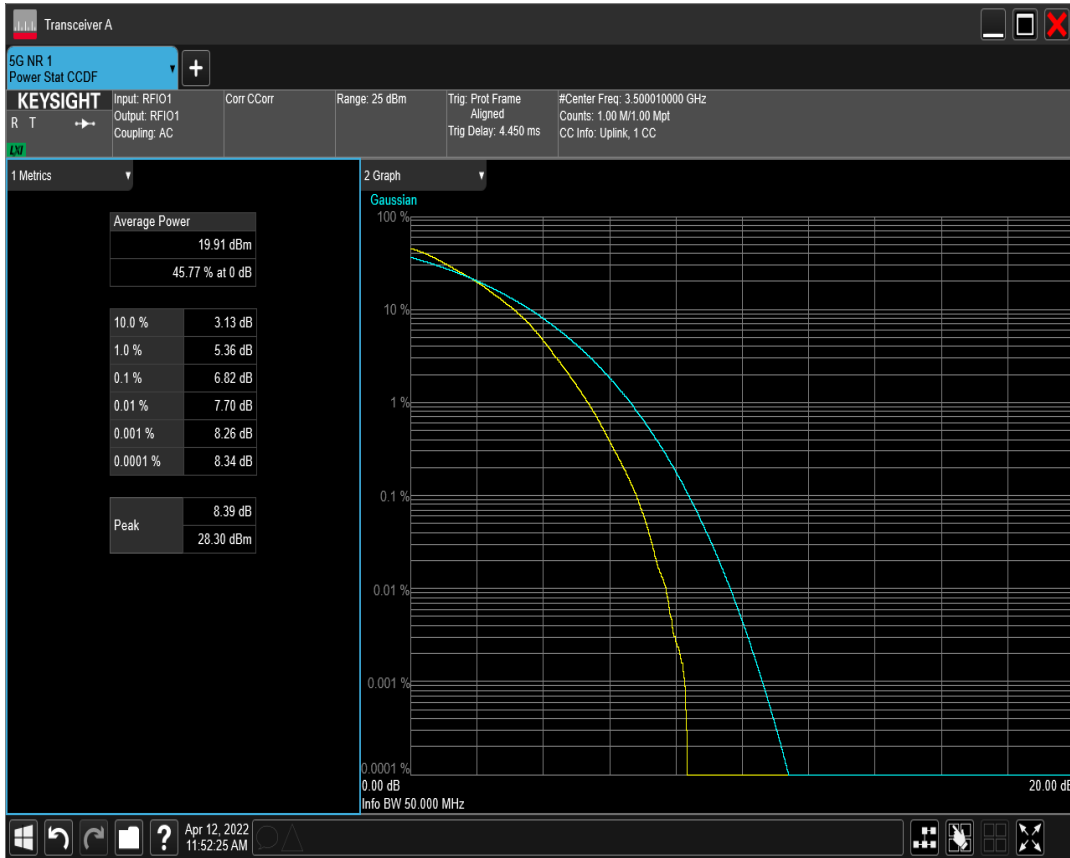 Transceiver A
5G NR 1
Power Stat CCDF
KEYSIGHT
R T
LXI
Input: RFIO1
Output: RFIO1
Coupling: AC
Corr CCorr
Range: 25 dBm
Trig: Prot Frame
Aligned
Trig Delay: 4.450 ms
#Center Freq: 3.500010000 GHz
Counts: 1.00 M/1.00 Mpt
CC Info: Uplink, 1 CC
1 Metrics
Average Power
19.91 dBm
45.77 % at 0 dB
10.0 % 3.13 dB
1.0 % 5.36 dB
0.1 % 6.82 dB
0.01 % 7.70 dB
0.001 % 8.26 dB
0.0001 % 8.34 dB
Peak
8.39 dB
28.30 dBm
2 Graph
Gaussian
100 %
10 %
1 %
0.1 %
0.01 %
0.001 %
0.0001 %
0.00 dB 20.00 dB
Info BW 50.000 MHz
? Apr 12, 2022
11:52:25 AM